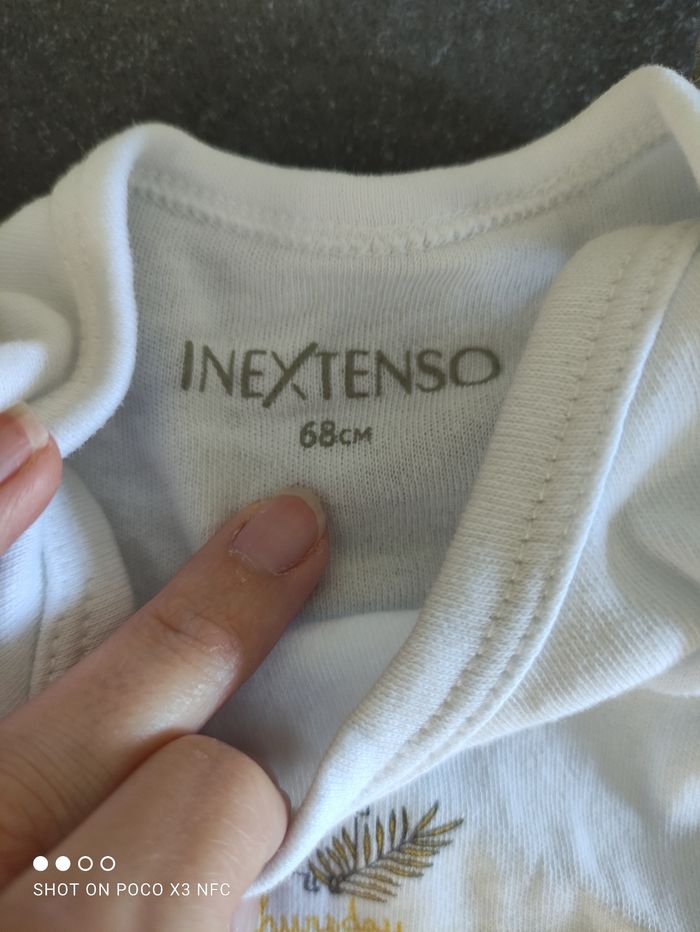 INEXTENSO
68CM
SHOT ON POCO X3 NFC